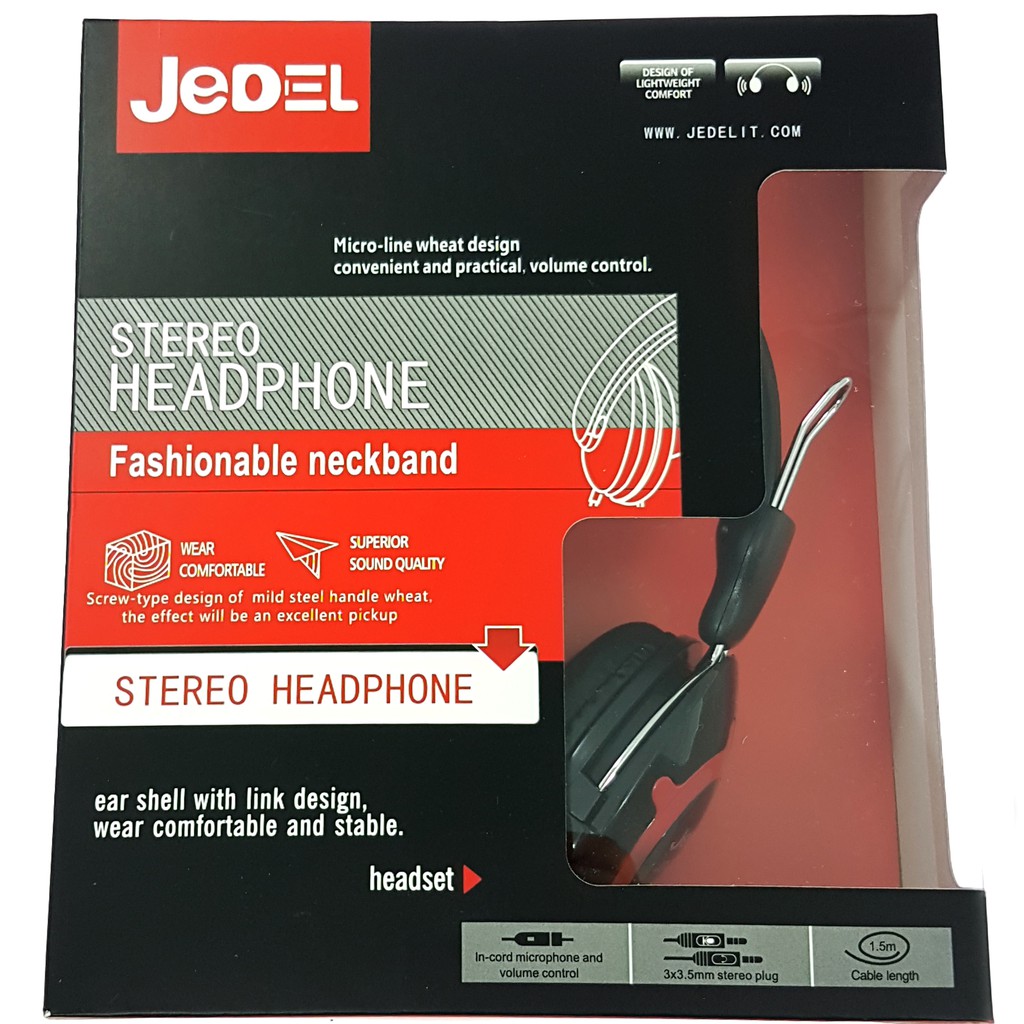 JEDEL
DESIGN OF
LIGHTWEIGHT
COMFORT
WWW.JEDELIT.COM
Micro-line wheat design
convenient and practical, volume control.
STEREO
HEADPHONE
Fashionable neckband
WEAR
COMFORTABLE
SUPERIOR
SOUND QUALITY
Screw-type design of mild steel handle wheat,
the effect will be an excellent pickup
STEREO HEADPHONE
ear shell with link design,
wear comfortable and stable.
headset
In-cord microphone and
volume control
3x3.5mm stereo plug
1.5m
Cable length